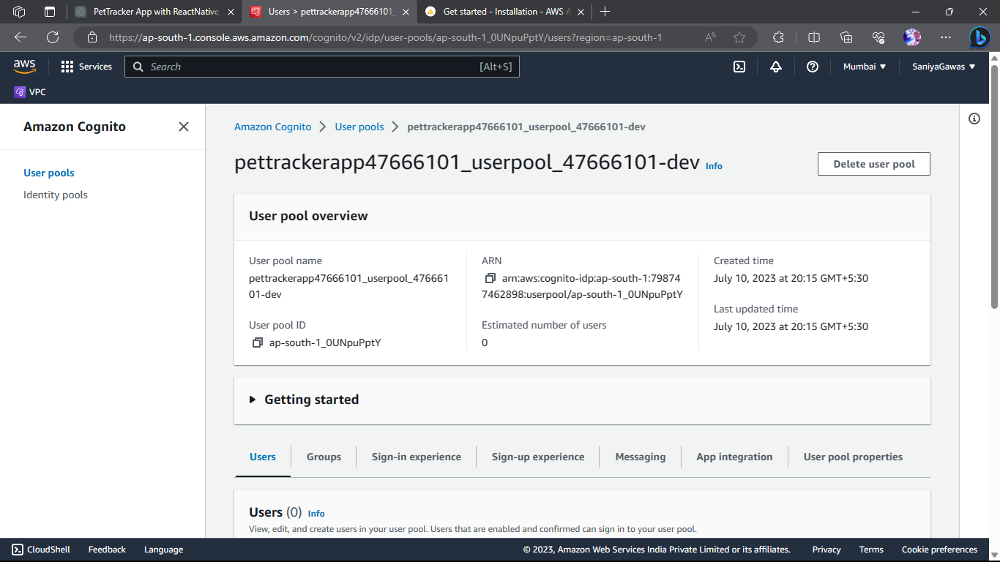 PetTracker App with ReactNative,
Users > pettrackerapp47666101_
Get started - Installation - AWS A
https://ap-south-1.console.aws.amazon.com/cognito/v2/idp/user-pools/ap-south-1_0UNpuPptY/users?region=ap-south-1
aws
Services
Search
[Alt+S]
Mumbai
SaniyaGawas
VPC
Amazon Cognito
User pools
Identity pools
Amazon Cognito > User pools > pettrackerapp47666101_userpool_47666101-dev
pettrackerapp47666101_userpool_47666101-dev Info
Delete user pool
User pool overview
User pool name
pettrackerapp47666101_userpool_476661
01-dev
User pool ID
ap-south-1_0UNpuPptY
ARN
arn:aws:cognito-idp:ap-south-1:79874
7462898:userpool/ap-south-1_0UNpuPptY
Estimated number of users
0
Created time
July 10, 2023 at 20:15 GMT+5:30
Last updated time
July 10, 2023 at 20:15 GMT+5:30
Getting started
Users
Groups
Sign-in experience
Sign-up experience
Messaging
App integration
User pool properties
Users (0) Info
View, edit, and create users in your user pool. Users that are enabled and confirmed can sign in to your user pool.
CloudShell
Feedback
Language
© 2023, Amazon Web Services India Private Limited or its affiliates.
Privacy
Terms
Cookie preferences